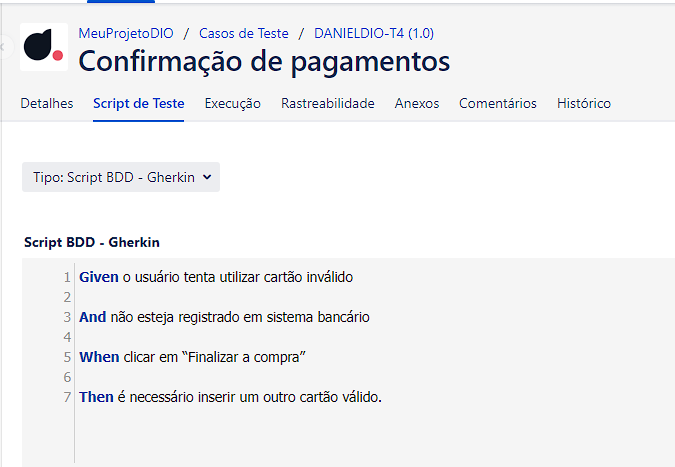 MeuProjetoDIO / Casos de Teste / DANIELDIO-T4 (1.0)
Confirmação de pagamentos
Detalhes Script de Teste Execução Rastreabilidade Anexos Comentários Histórico
Tipo: Script BDD - Gherkin
Script BDD - Gherkin
1 Given o usuário tenta utilizar cartão inválido
2
3 And não esteja registrado em sistema bancário
4
5 When clicar em “Finalizar a compra”
6
7 Then é necessário inserir um outro cartão válido.